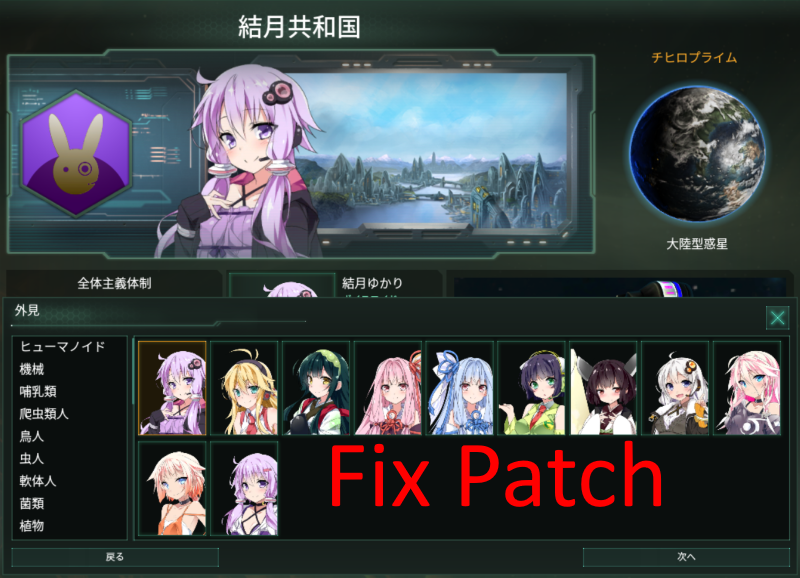 結月共和国
チヒロプライム
大陸型惑星
全体主義体制
結月ゆかり
外見
ヒューマノイド
機械
哺乳類
爬虫類人
鳥人
虫人
軟体人
菌類
植物
Fix Patch
戻る
次へ